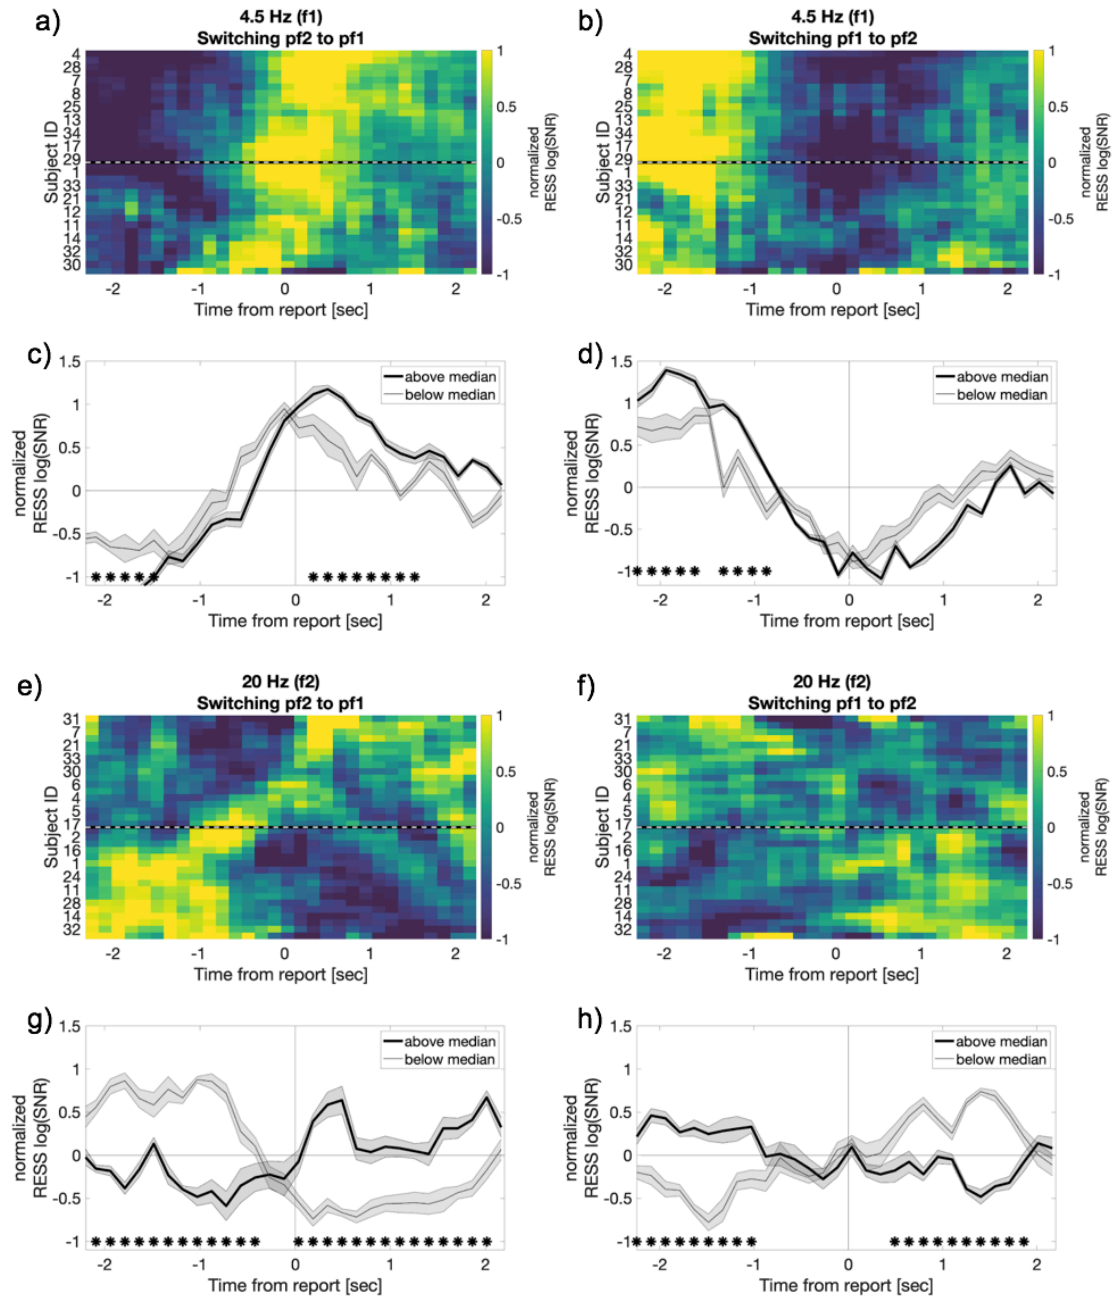 a)
4.5 Hz (f1)
Switching pf2 to pf1
Subject ID
4
28
7
8
25
13
34
17
29
1
33
21
12
11
14
32
30
-2
-1
0
1
2
Time from report [sec]
1
0.5
0
-0.5
-1
normalized
RESS log(SNR)
b)
4.5 Hz (f1)
Switching pf1 to pf2
Subject ID
4
28
7
8
25
13
34
17
29
1
33
21
12
11
14
32
30
-2
-1
0
1
2
Time from report [sec]
1
0.5
0
-0.5
-1
normalized
RESS log(SNR)
c)
normalized
RESS log(SNR)
1.5
1
0.5
0
-0.5
-1
above median
below median
-2
-1
0
1
2
Time from report [sec]
d)
normalized
RESS log(SNR)
1.5
1
0.5
0
-0.5
-1
above median
below median
-2
-1
0
1
2
Time from report [sec]
e)
20 Hz (f2)
Switching pf2 to pf1
Subject ID
31
7
21
33
30
6
4
5
17
16
1
24
11
28
14
32
-2
-1
0
1
2
Time from report [sec]
1
0.5
0
-0.5
-1
normalized
RESS log(SNR)
f)
20 Hz (f2)
Switching pf1 to pf2
Subject ID
31
7
21
33
30
6
4
5
17
16
1
24
11
28
14
32
-2
-1
0
1
2
Time from report [sec]
1
0.5
0
-0.5
-1
normalized
RESS log(SNR)
g)
normalized
RESS log(SNR)
1.5
1
0.5
0
-0.5
-1
above median
below median
-2
-1
0
1
2
Time from report [sec]
h)
normalized
RESS log(SNR)
1.5
1
0.5
0
-0.5
-1
above median
below median
-2
-1
0
1
2
Time from report [sec]